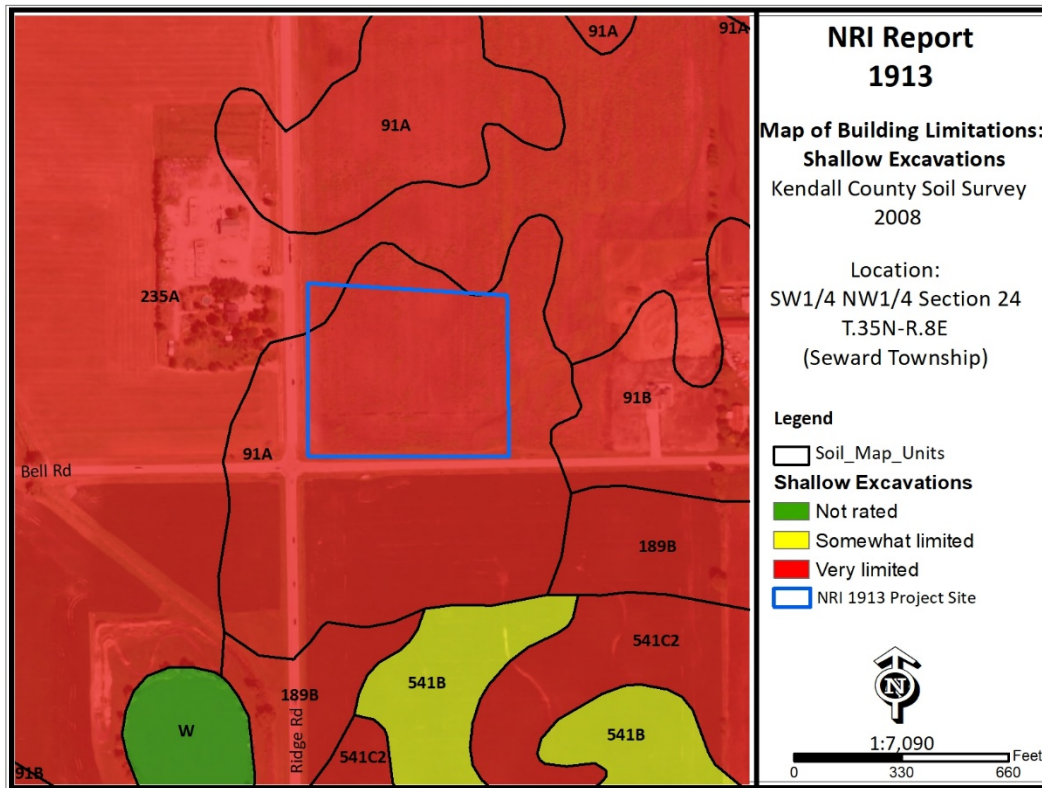 91A
91A
91A
235A
91B
91A
Bell Rd
189B
541C2
541B
189B
W
541B
541C2
91B
Ridge Rd
NRI Report
1913
Map of Building Limitations:
Shallow Excavations
Kendall County Soil Survey
2008
Location:
SW1/4 NW1/4 Section 24
T.35N-R.8E
(Seward Township)
Legend
Soil_Map_Units
Shallow Excavations
Not rated
Somewhat limited
Very limited
NRI 1913 Project Site
N
1:7,090
Feet
0 330 660